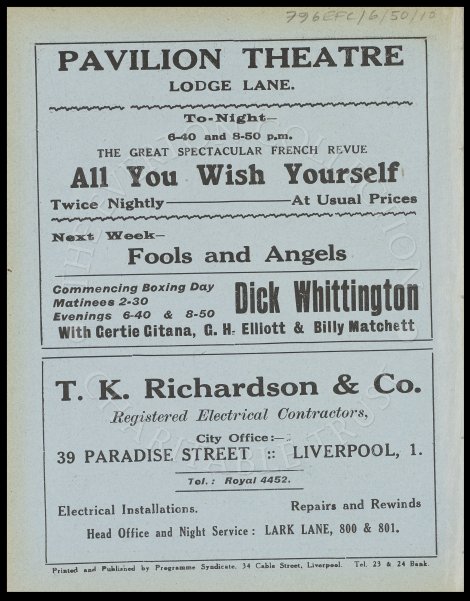 796EFC/6/50/10
PAVILION THEATRE
LODGE LANE.
To-Night—
6-40 and 8-50 p.m.
THE GREAT SPECTACULAR FRENCH REVUE
All You Wish Yourself
Twice Nightly————At Usual Prices
Next Week—
Fools and Angels
Commencing Boxing Day
Matinees 2-30
Evenings 6-40 & 8-50
Dick Whittington
With Gertie Gitana, G. H. Elliott & Billy Matchett
T. K. Richardson & Co.
Registered Electrical Contractors,
City Office:—
39 PARADISE STREET :: LIVERPOOL, 1.
Tel.: Royal 4452.
Electrical Installations. Repairs and Rewinds
Head Office and Night Service: LARK LANE, 800 & 801.
Printed and Published by Programme Syndicate, 34 Cable Street, Liverpool. Tel. 23 & 24 Bank.